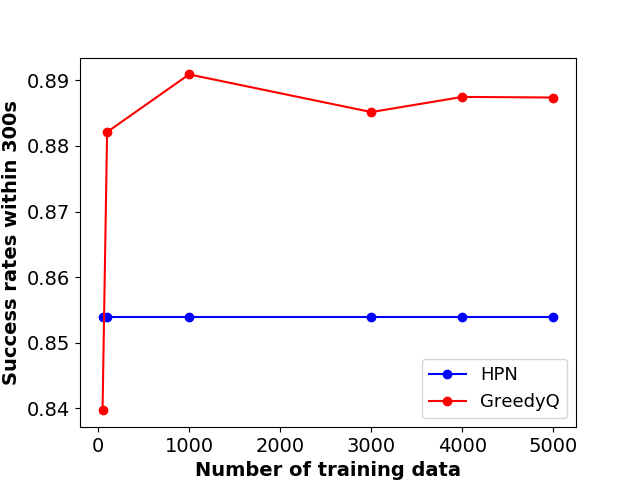 0.89
0.88
0.87
0.86
0.85
0.84
Success rates within 300s
0 1000 2000 3000 4000 5000
Number of training data
HPN
GreedyQ